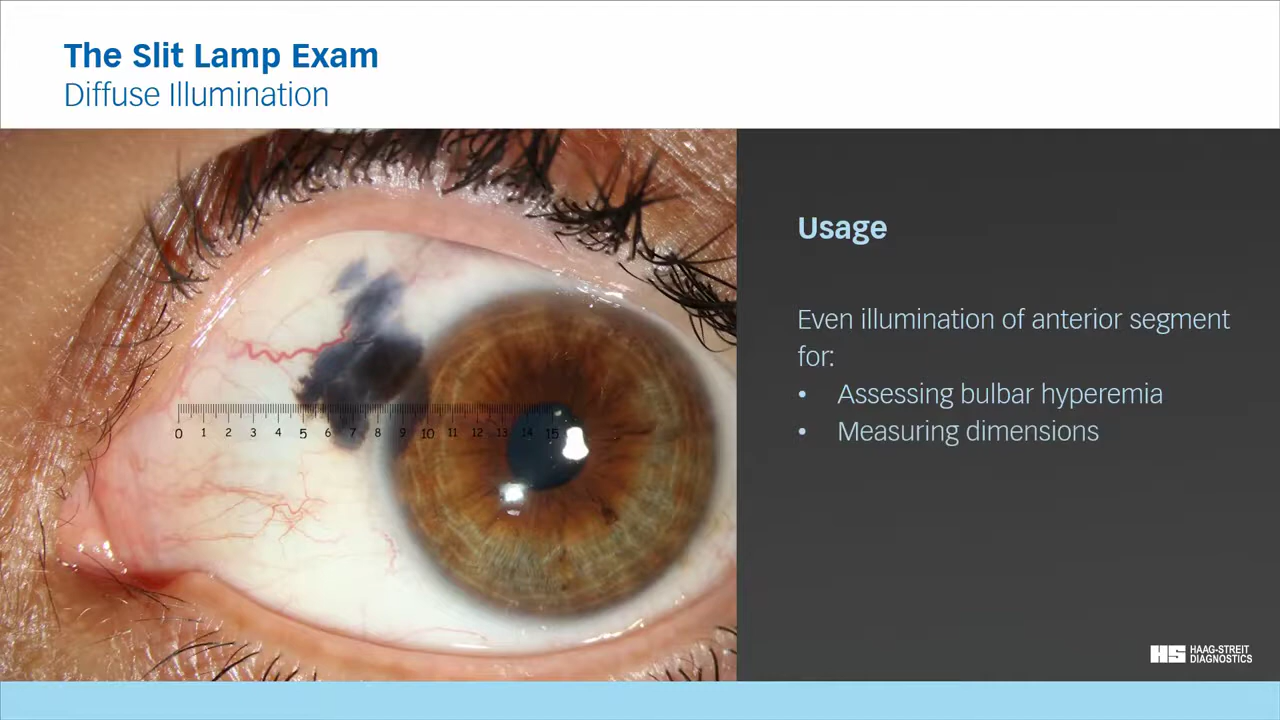 The Slit Lamp Exam
Diffuse Illumination
Usage
Even illumination of anterior segment
for:
• Assessing bulbar hyperemia
• Measuring dimensions
0 1 2 3 4 5 6 7 8 9 10 11 12 13 14 15
HS HAAG-STREIT
DIAGNOSTICS